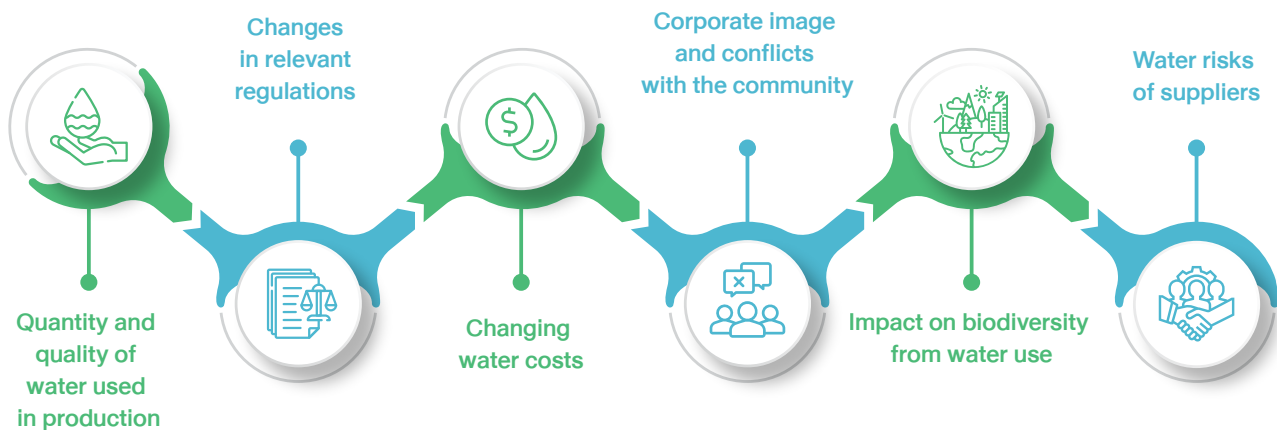 Quantity and
quality of
water used
in production
Changes
in relevant
regulations
$
Changing
water costs
Corporate image
and conflicts
with the community
Impact on biodiversity
from water use
Water risks
of suppliers